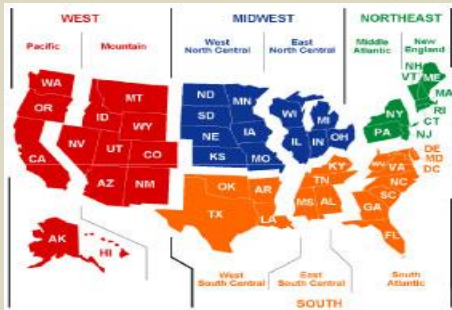 WEST
MIDWEST
NORTHEAST
Pacific
Mountain
West
North Central
East
North Central
Middle
Atlantic
New
England
WA
OR
CA
NV
ID
MT
WY
UT
CO
AZ
NM
AK
HI
ND
SD
NE
KS
MN
IA
MO
WI
MI
IL
IN
OH
NH
VT
ME
MA
RI
CT
NJ
NY
PA
DE
MD
DC
WV
VA
NC
SC
GA
FL
KY
TN
MS
AL
OK
AR
TX
LA
West
South Central
East
South Central
South
Atlantic
SOUTH